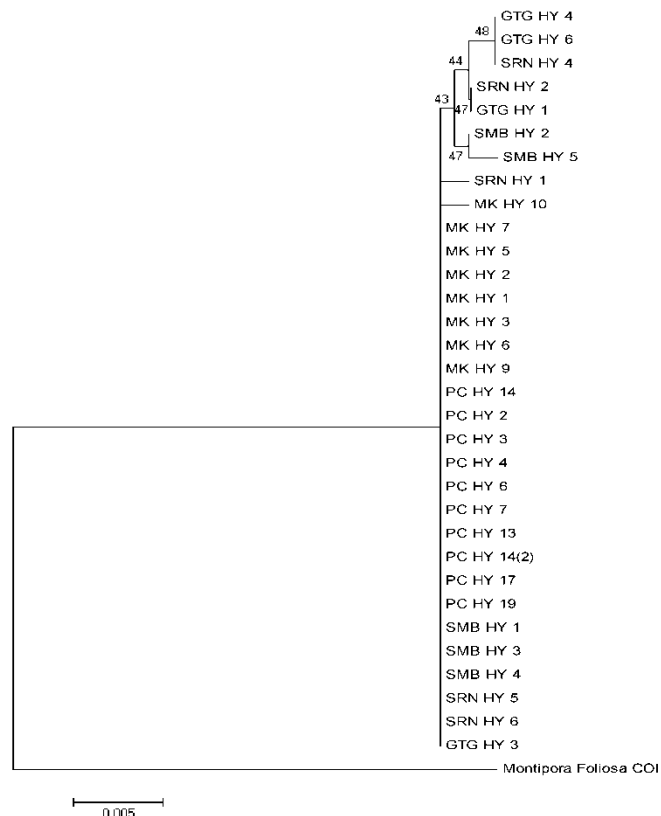 GTG HY 4
48
GTG HY 6
SRN HY 4
44
SRN HY 2
43
47
GTG HY 1
SMB HY 2
47
SMB HY 5
SRN HY 1
MK HY 10
MK HY 7
MK HY 5
MK HY 2
MK HY 1
MK HY 3
MK HY 6
MK HY 9
PC HY 14
PC HY 2
PC HY 3
PC HY 4
PC HY 6
PC HY 7
PC HY 13
PC HY 14(2)
PC HY 17
PC HY 19
SMB HY 1
SMB HY 3
SMB HY 4
SRN HY 5
SRN HY 6
GTG HY 3
Montipora Foliosa COI
0.005